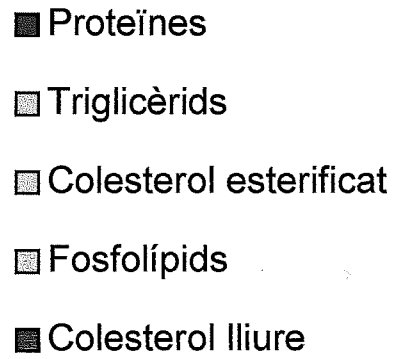 Proteïnes
Triglicèrids
Colesterol esterificat
Fosfolípids
Colesterol lliure